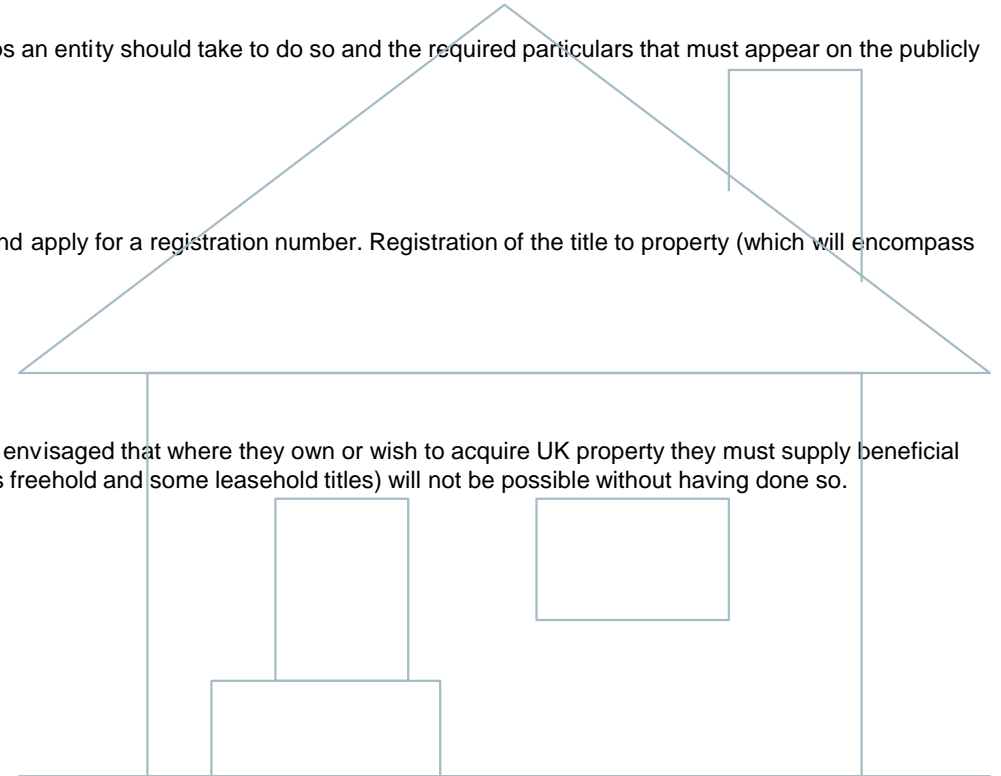 an entity should take to do so and the required particulars that must appear on the publicly
apply for a registration number. Registration of the title to property (which will encompass
envisaged that where they own or wish to acquire UK property they must supply beneficial
freehold and some leasehold titles) will not be possible without having done so.